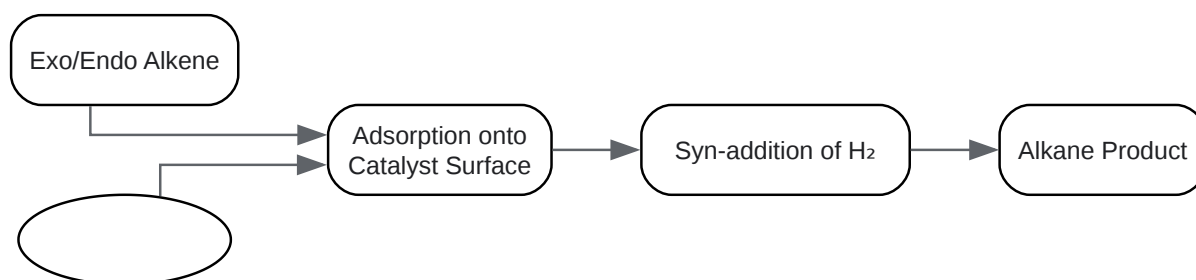 Exo/Endo Alkene
Adsorption onto
Catalyst Surface
Syn-addition of H₂
Alkane Product